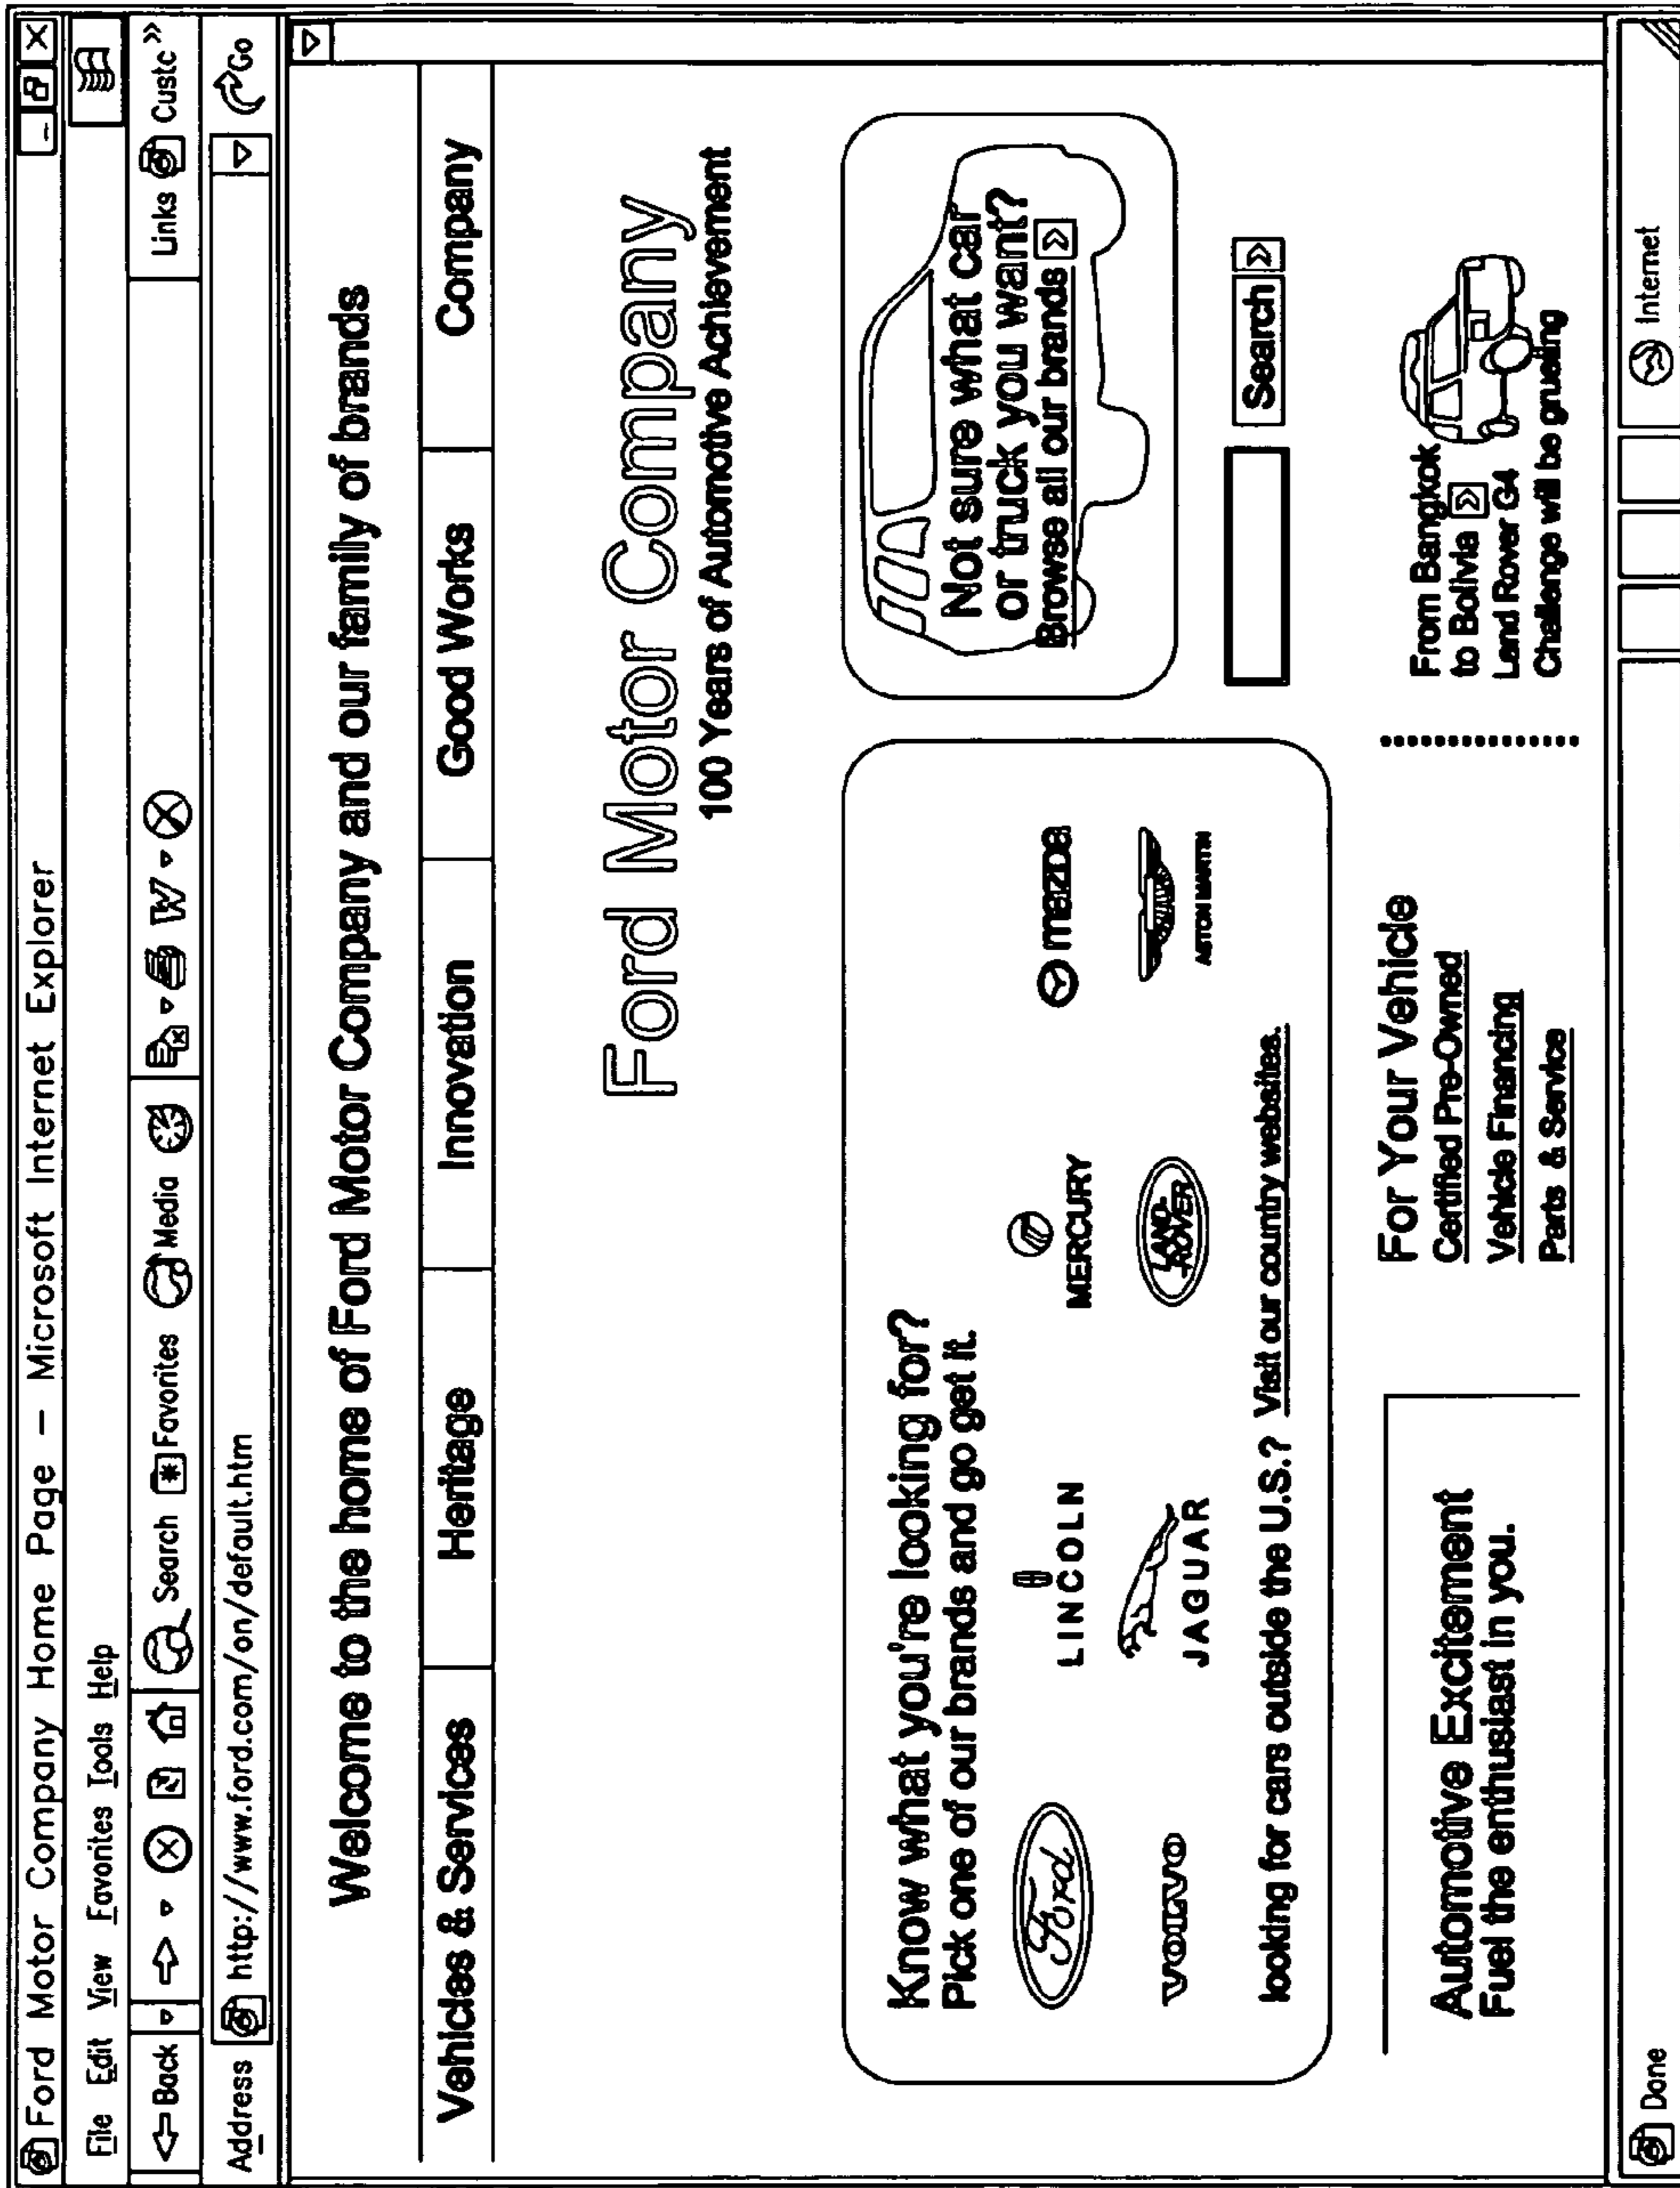 Ford Motor Company Home Page – Microsoft Internet Explorer
File Edit View Favorites Tools Help
Back Search Favorites Media W Links Custc »
Address http://www.ford.com/on/default.htm Go
Welcome to the home of Ford Motor Company and our family of brands
Vehicles & Services Heritage Innovation Good Works Company
Ford Motor Company
100 Years of Automotive Achievement
Know what you're looking for?
Pick one of our brands and go get it.
Ford LINCOLN MERCURY mazda
VOLVO JAGUAR LAND-ROVER ASTON MARTIN
looking for cars outside the U.S.? Visit our country websites.
Not sure what car
or truck you want?
Browse all our brands »
Search »
Automotive Excitement
Fuel the enthusiast in you.
For Your Vehicle
Certified Pre-Owned
Vehicle Financing
Parts & Service
From Bangkok
to Bolivia »
Land Rover G4
Challenge will be grueling
Done Internet